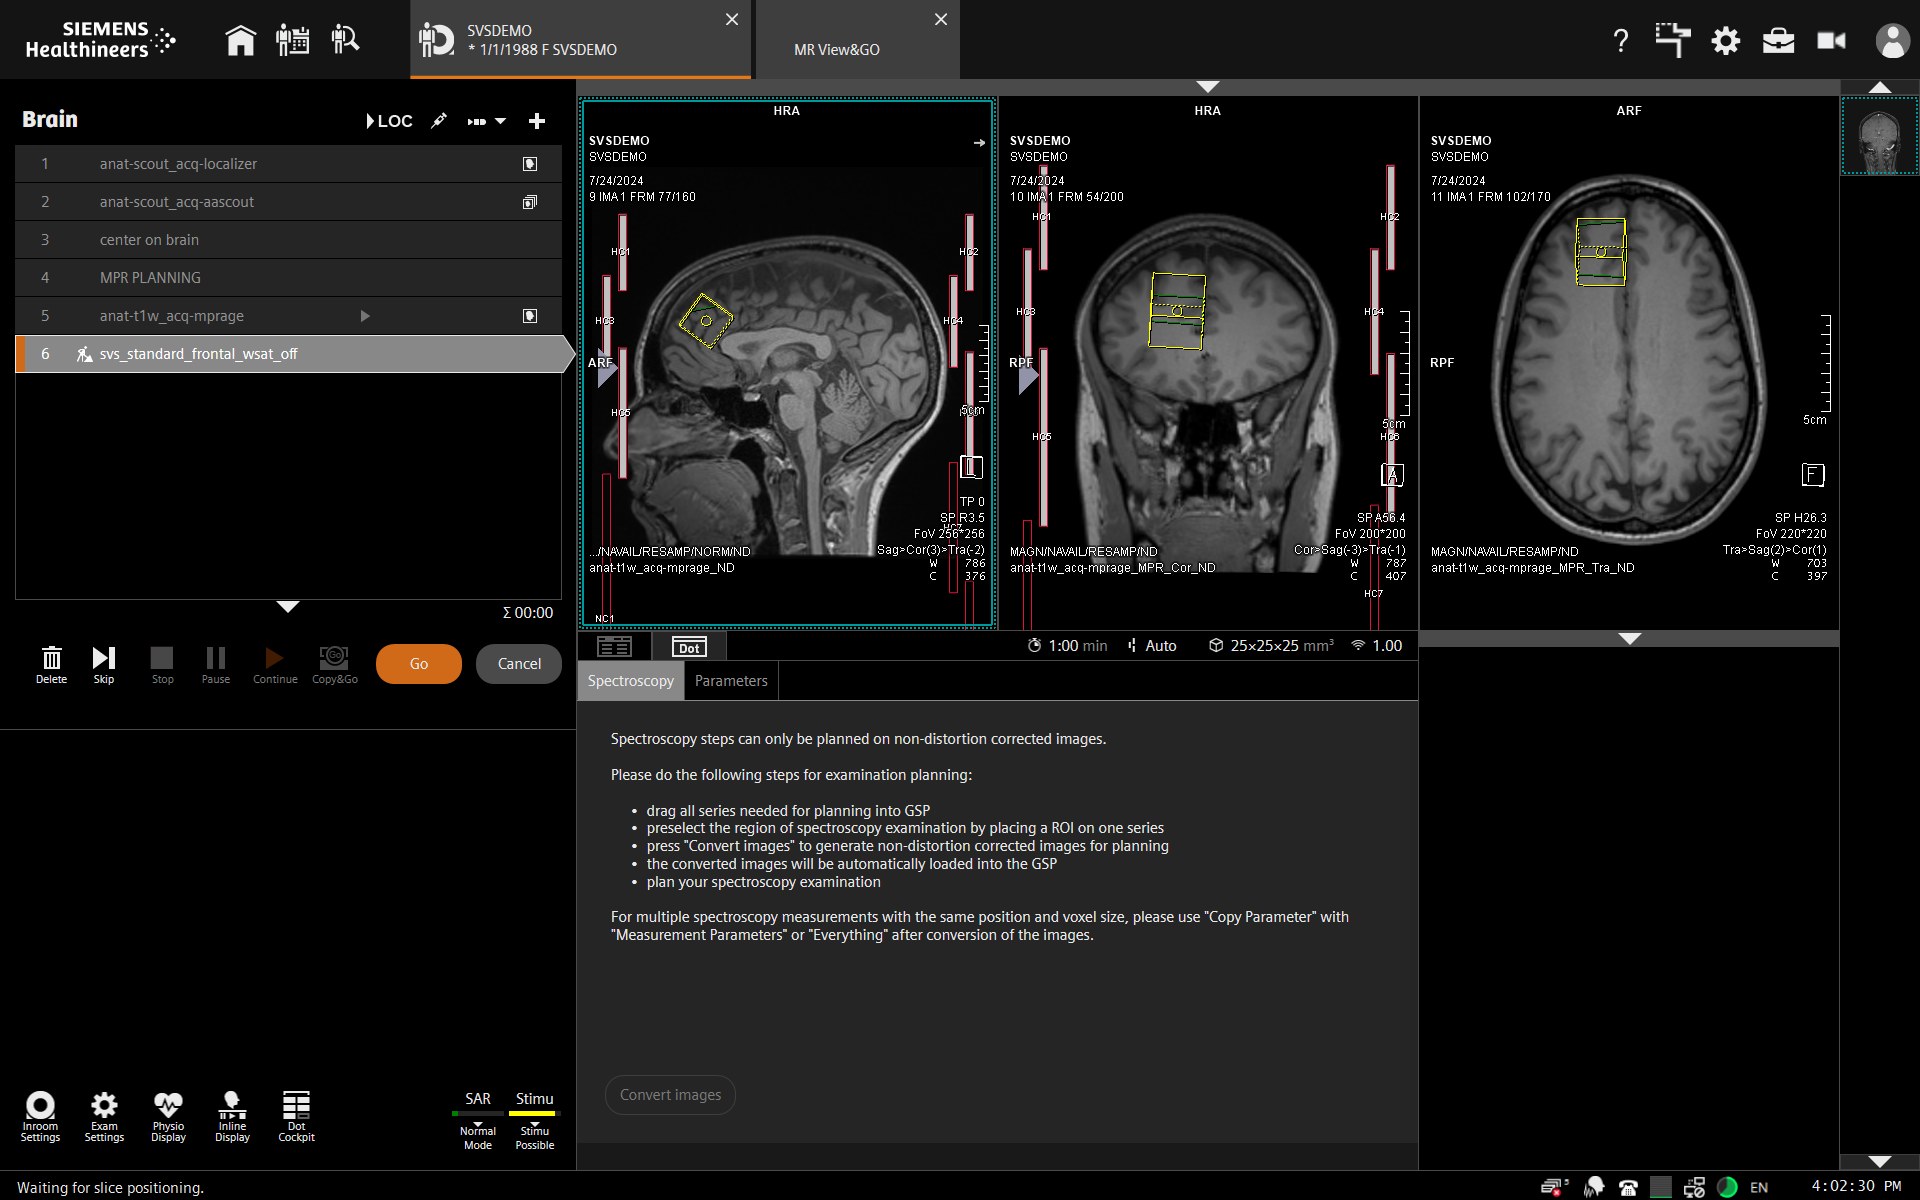 SIEMENS
Healthineers
SVSDEMO
* 1/1/1988 F SVSDEMO
MR View&GO
?
Brain
LOC
1 anat-scout_acq-localizer
2 anat-scout_acq-aascout
3 center on brain
4 MPR PLANNING
5 anat-t1w_acq-mprage
6 svs_standard_frontal_wsat_off
Σ 00:00
Delete
Skip
Stop
Pause
Continue
Go
Copy&Go
Go
Cancel
HRA
SVSDEMO
SVSDEMO
7/24/2024
9 IMA 1 FRM 77/160
HC1
HC2
HC3
HC4
ARF
HC5
5cm
TP 0
SP R3.5
HC7
FoV 256*256
.../NAVAIL/RESAMP/NORM/ND
Sag>Cor(3)>Tra(-2)
anat-t1w_acq-mprage_ND
W 786
C 376
NC1
HRA
SVSDEMO
SVSDEMO
7/24/2024
10 IMA 1 FRM 54/200
HC1
HC2
HC3
HC4
RPF
5cm
HC5
HC6
A
SP A56.4
FoV 200*200
MAGN/NAVAIL/RESAMP/ND
Cor>Sag(-3)>Tra(-1)
anat-t1w_acq-mprage_MPR_Cor_ND
W 787
C 407
HC7
ARF
SVSDEMO
SVSDEMO
7/24/2024
11 IMA 1 FRM 102/170
RPF
5cm
F
SP H26.3
FoV 220*220
MAGN/NAVAIL/RESAMP/ND
Tra>Sag(2)>Cor(1)
anat-t1w_acq-mprage_MPR_Tra_ND
W 703
C 397
Dot
1:00 min
Auto
25×25×25 mm³
1.00
Spectroscopy
Parameters
Spectroscopy steps can only be planned on non-distortion corrected images.
Please do the following steps for examination planning:
• drag all series needed for planning into GSP
• preselect the region of spectroscopy examination by placing a ROI on one series
• press "Convert images" to generate non-distortion corrected images for planning
• the converted images will be automatically loaded into the GSP
• plan your spectroscopy examination
For multiple spectroscopy measurements with the same position and voxel size, please use "Copy Parameter" with
"Measurement Parameters" or "Everything" after conversion of the images.
Convert images
Inroom
Settings
Exam
Settings
Physio
Display
Inline
Display
Dot
Cockpit
SAR
Normal
Mode
Stimu
Stimu
Possible
Waiting for slice positioning.
5
EN
4:02:30 PM